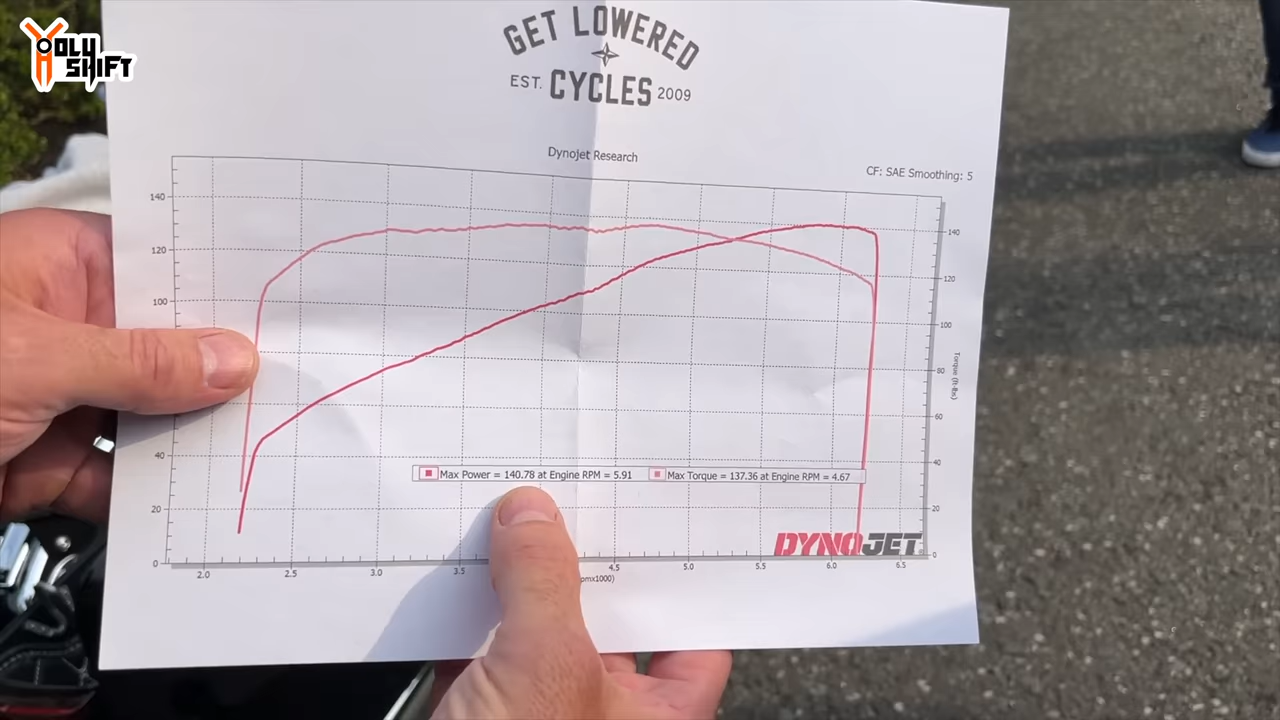 HOLY
SHIFT
GET LOWERED
EST. CYCLES 2009
Dynojet Research
CF: SAE Smoothing: 5
140
120
100
40
20
0
140
120
100
80
60
40
20
0
Torque (ft-lbs)
Max Power = 140.78 at Engine RPM = 5.91 Max Torque = 137.36 at Engine RPM = 4.67
DYNOJET
2.0 2.5 3.0 3.5 4.5 5.0 5.5 6.0 6.5
pmx1000)